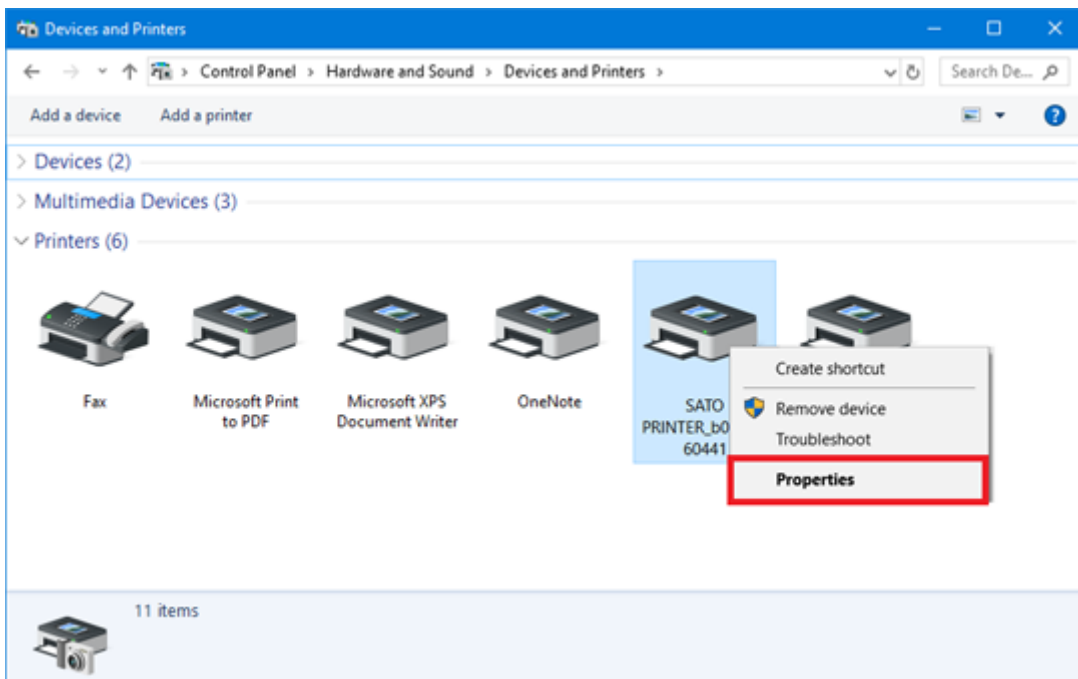 Devices and Printers
Control Panel > Hardware and Sound > Devices and Printers >
Search De...
Add a device Add a printer
Devices (2)
Multimedia Devices (3)
Printers (6)
Fax
Microsoft Print
to PDF
Microsoft XPS
Document Writer
OneNote
SATO
PRINTER_b0
60441
Create shortcut
Remove device
Troubleshoot
Properties
11 items